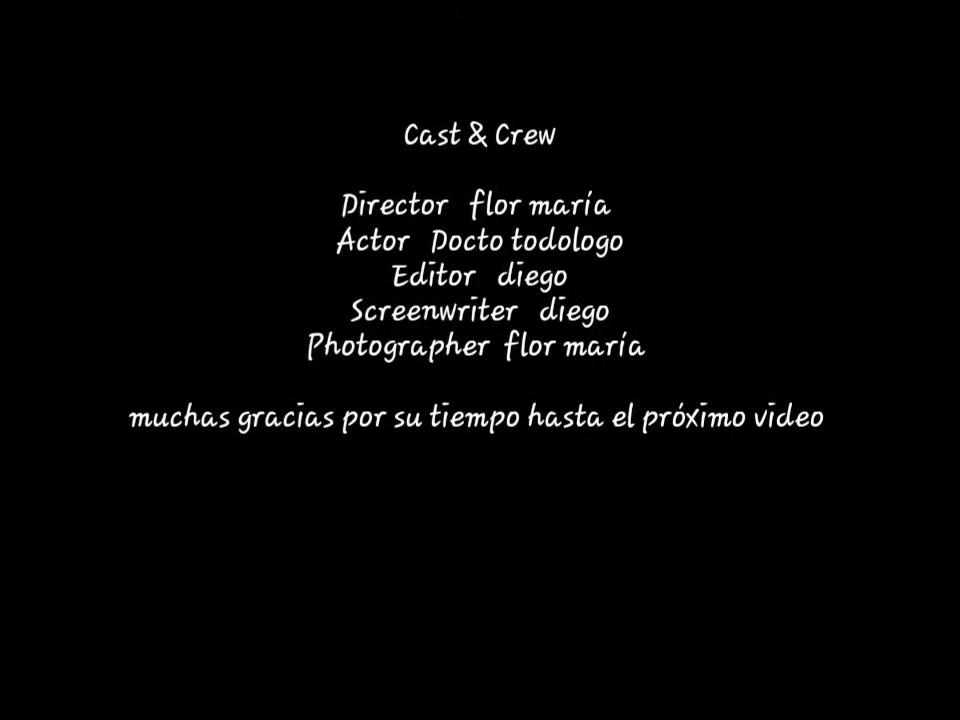 Cast & Crew
Director flor maría
Actor Docto todologo
Editor diego
Screenwriter diego
Photographer flor maría
muchas gracias por su tiempo hasta el próximo video